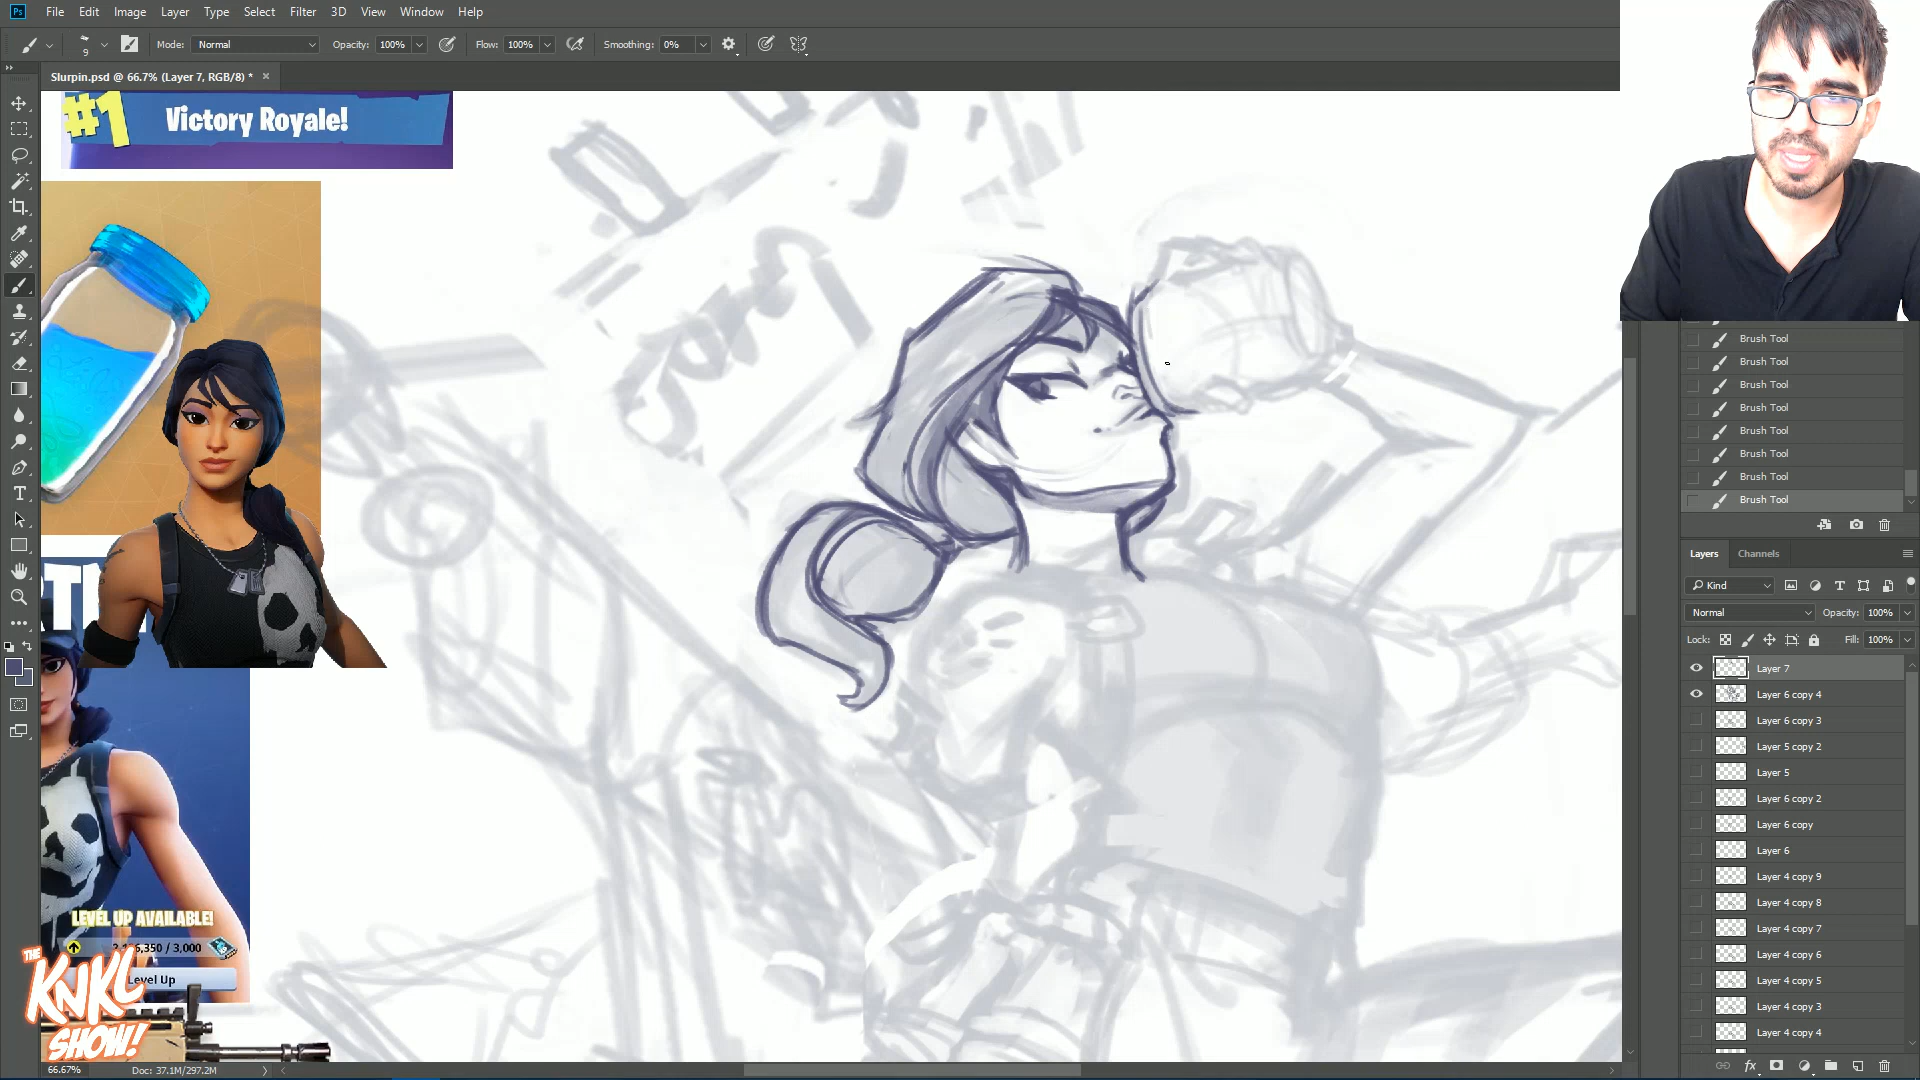 Ps File Edit Image Layer Type Select Filter 3D View Window Help
9 Mode: Normal Opacity: 100% Flow: 100% Smoothing: 0%
Slurpin.psd @ 66.7% (Layer 7, RGB/8) * ×
#1 Victory Royale!
LEVEL UP AVAILABLE!
Level Up
THE
KNKL
SHOW!
66.67% Doc: 37.1M/297.2M
Brush Tool
Brush Tool
Brush Tool
Brush Tool
Brush Tool
Brush Tool
Brush Tool
Brush Tool
Layers Channels
Kind
Normal Opacity: 100%
Lock: Fill: 100%
Layer 7
Layer 6 copy 4
Layer 6 copy 3
Layer 5 copy 2
Layer 5
Layer 6 copy 2
Layer 6 copy
Layer 6
Layer 4 copy 9
Layer 4 copy 8
Layer 4 copy 7
Layer 4 copy 6
Layer 4 copy 5
Layer 4 copy 3
Layer 4 copy 4